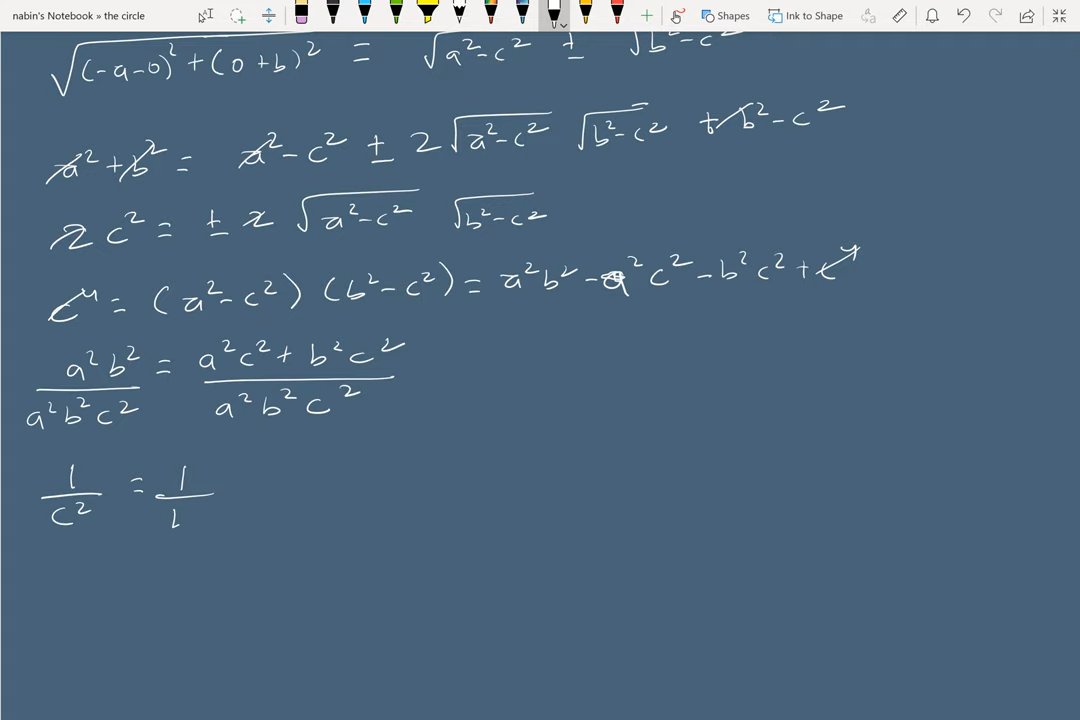 nabin's Notebook » the circle
Shapes
Ink to Shape
√((-a-0)² + (0+b)²) = √(a²-c²) ± √(b²-c²)
a² + b² = a² - c² ± 2 √(a²-c²) √(b²-c²) + b² - c²
2c² = ± 2 √(a²-c²) √(b²-c²)
c⁴ = (a²-c²) (b²-c²) = a²b² - a²c² - b²c² + c⁴
a²b² / a²b²c² = a²c² + b²c² / a²b²c²
1 / c² = 1 /